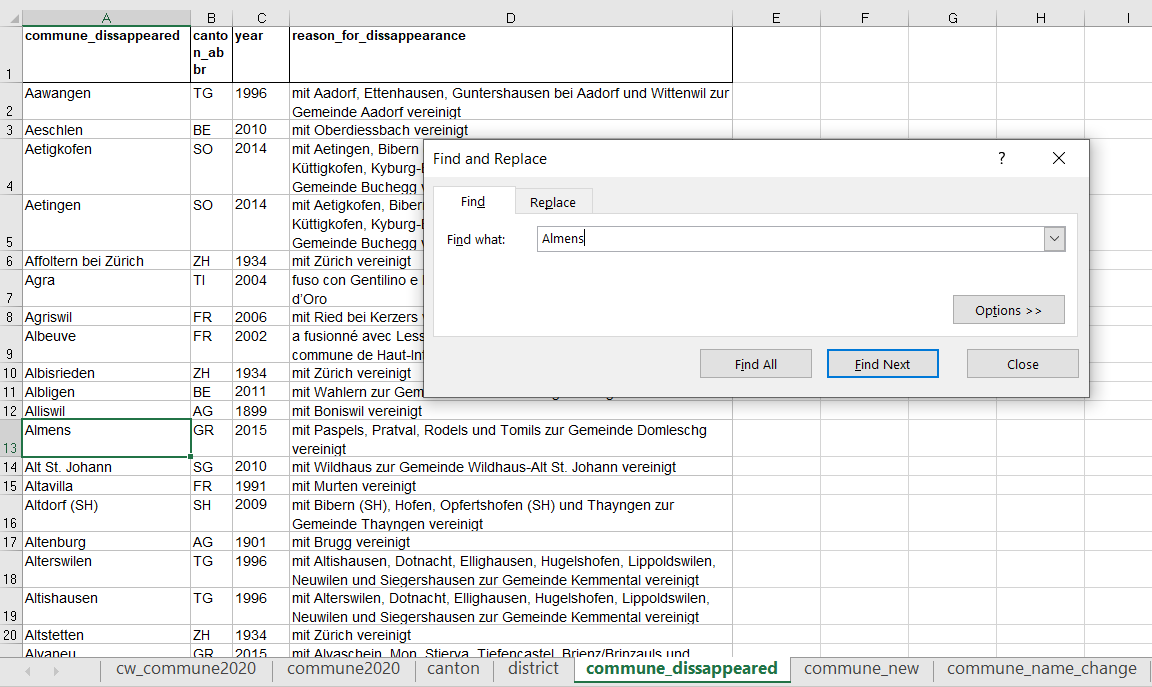 A B C D E F G H I
commune_dissappeared canto year reason_for_dissappearance
n_ab
1 br
Aawangen TG 1996 mit Aadorf, Ettenhausen, Guntershausen bei Aadorf und Wittenwil zur
2 Gemeinde Aadorf vereinigt
3 Aeschlen BE 2010 mit Oberdiessbach vereinigt
Aetigkofen SO 2014 mit Aetingen, Bibern
Küttigkofen, Kyburg-
4 Gemeinde Buchegg
Aetingen SO 2014 mit Aetigkofen, Biber
Küttigkofen, Kyburg-
5 Gemeinde Buchegg
6 Affoltern bei Zürich ZH 1934 mit Zürich vereinigt
Agra TI 2004 fuso con Gentilino e
7 d'Oro
8 Agriswil FR 2006 mit Ried bei Kerzers
Albeuve FR 2002 a fusionné avec Less
9 commune de Haut-In
10 Albisrieden ZH 1934 mit Zürich vereinigt
11 Albligen BE 2011 mit Wahlern zur Gem
12 Alliswil AG 1899 mit Boniswil vereinigt
Almens GR 2015 mit Paspels, Pratval, Rodels und Tomils zur Gemeinde Domleschg
13 vereinigt
14 Alt St. Johann SG 2010 mit Wildhaus zur Gemeinde Wildhaus-Alt St. Johann vereinigt
15 Altavilla FR 1991 mit Murten vereinigt
Altdorf (SH) SH 2009 mit Bibern (SH), Hofen, Opfertshofen (SH) und Thayngen zur
16 Gemeinde Thayngen vereinigt
17 Altenburg AG 1901 mit Brugg vereinigt
Alterswilen TG 1996 mit Altishausen, Dotnacht, Ellighausen, Hugelshofen, Lippoldswilen,
18 Neuwilen und Siegershausen zur Gemeinde Kemmental vereinigt
Altishausen TG 1996 mit Alterswilen, Dotnacht, Ellighausen, Hugelshofen, Lippoldswilen,
19 Neuwilen und Siegershausen zur Gemeinde Kemmental vereinigt
20 Altstetten ZH 1934 mit Zürich vereinigt
Alvaneu GR 2015 mit Alvaschein, Mon, Stierva, Tiefencastel, Brienz/Brinzauls und
Find and Replace ?
Find Replace
Find what: Almens
Options >>
Find All Find Next Close
cw_commune2020 commune2020 canton district commune_dissappeared commune_new commune_name_change